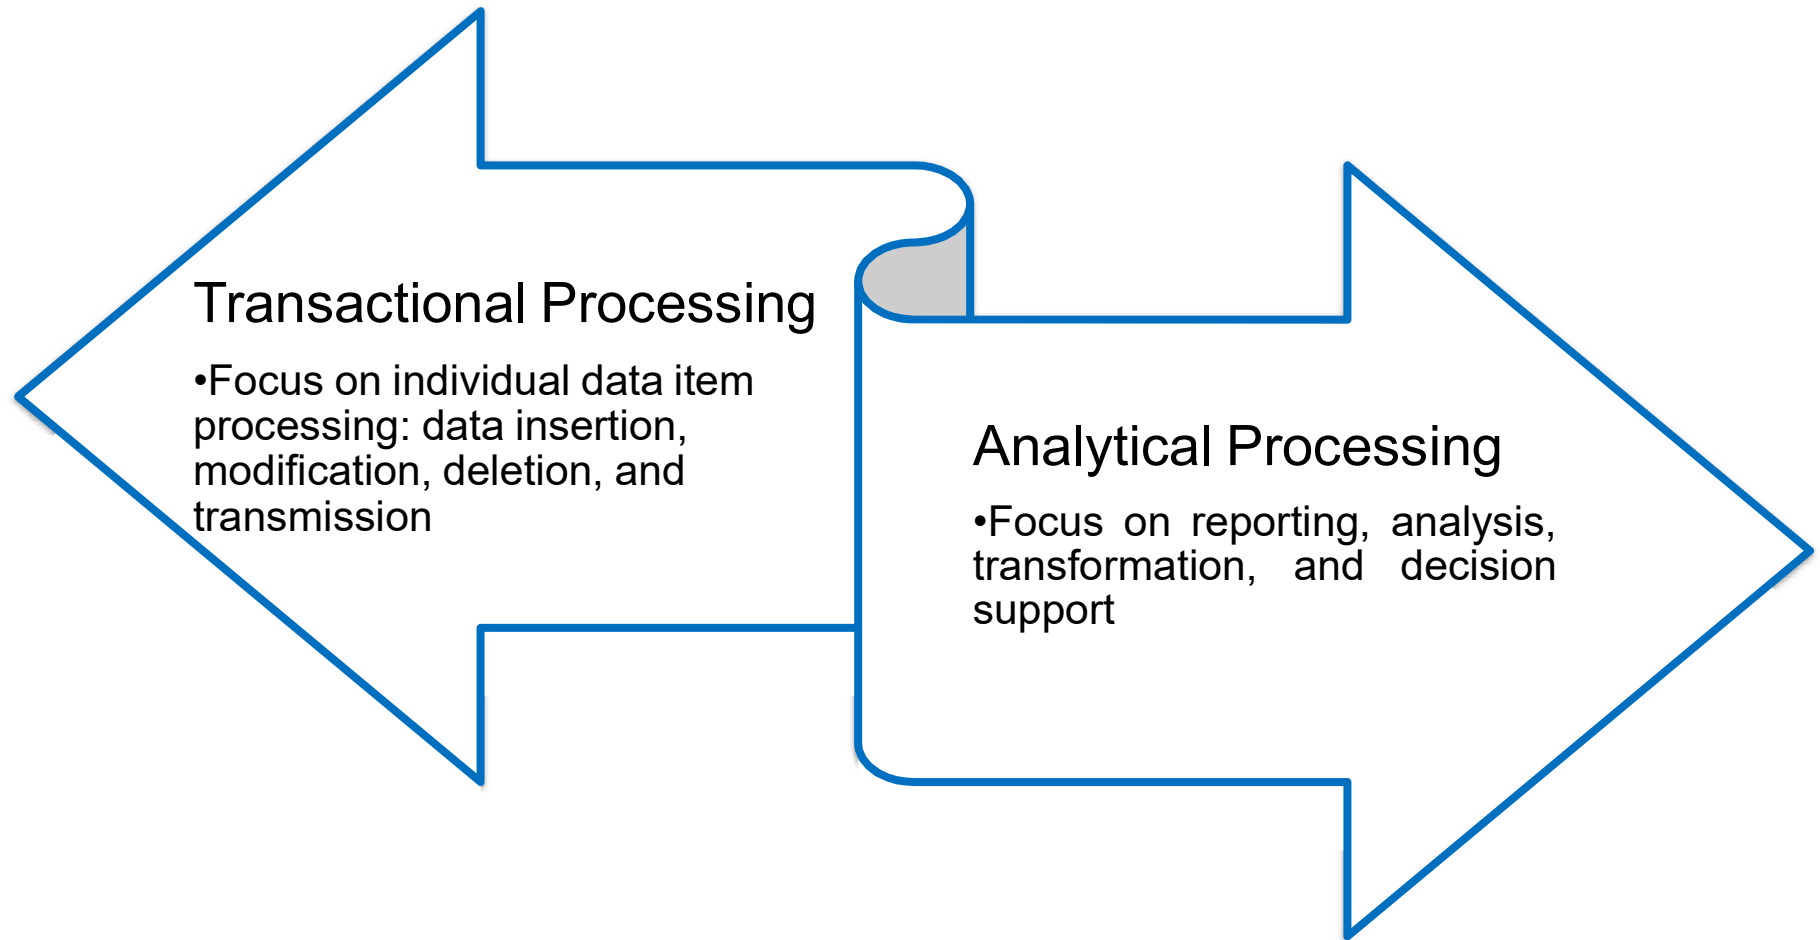 Transactional Processing
•Focus on individual data item
processing: data insertion,
modification, deletion, and
transmission
Analytical Processing
•Focus on reporting, analysis,
transformation, and decision
support